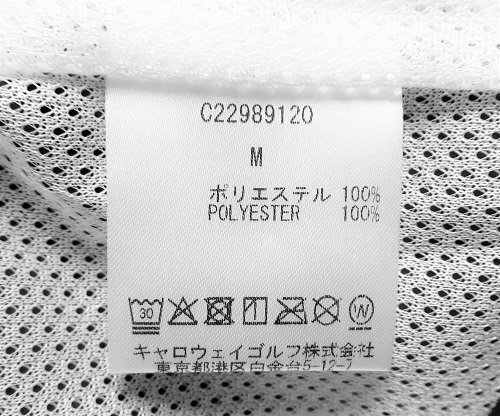 C22989120
M
ポリエステル 100%
POLYESTER 100%
30 W
キャロウェイゴルフ株式会社
東京都港区白金台5-12-7